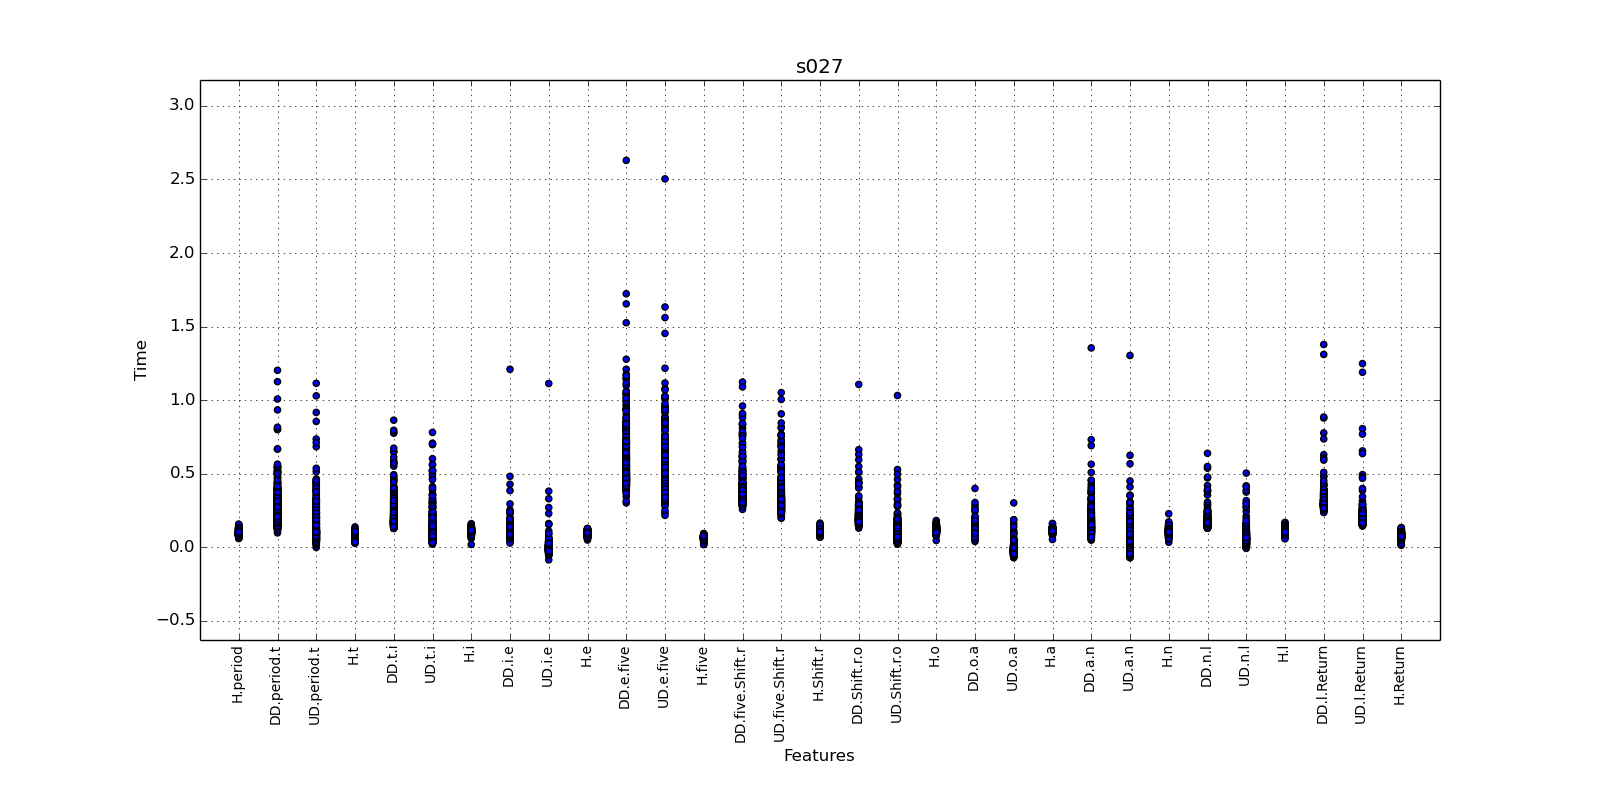 s027
3.0
2.5
2.0
1.5
1.0
0.5
0.0
−0.5
Time
H.period
DD.period.t
UD.period.t
H.t
DD.t.i
UD.t.i
H.i
DD.i.e
UD.i.e
H.e
DD.e.five
UD.e.five
H.five
DD.five.Shift.r
UD.five.Shift.r
H.Shift.r
DD.Shift.r.o
UD.Shift.r.o
H.o
DD.o.a
UD.o.a
H.a
DD.a.n
UD.a.n
H.n
DD.n.l
UD.n.l
H.l
DD.l.Return
UD.l.Return
H.Return
Features